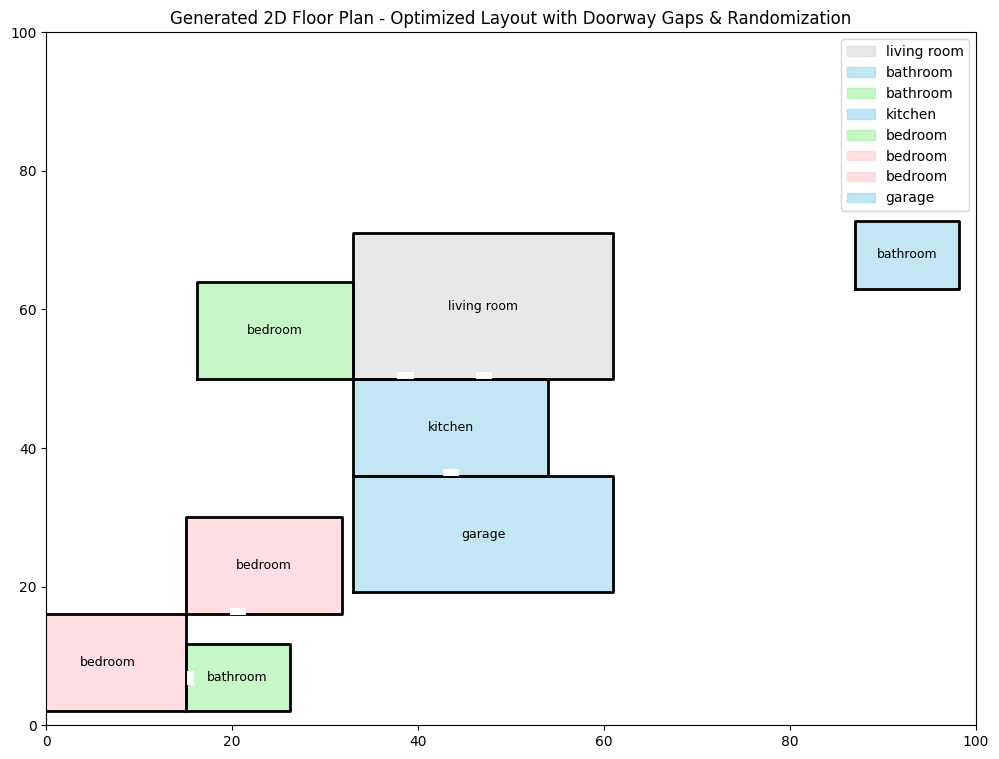 Generated 2D Floor Plan - Optimized Layout with Doorway Gaps & Randomization
100
80
60
40
20
0
living room
bathroom
bathroom
kitchen
bedroom
bedroom
bedroom
garage
bathroom
living room
bedroom
kitchen
garage
bedroom
bedroom
bathroom
0 20 40 60 80 100